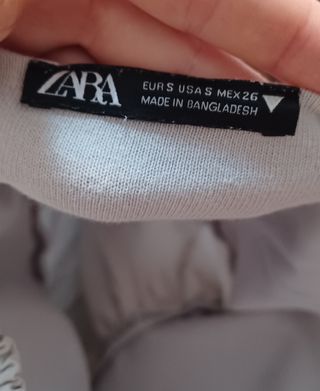 ZARA
EUR S USA S MEX 26
MADE IN BANGLADESH